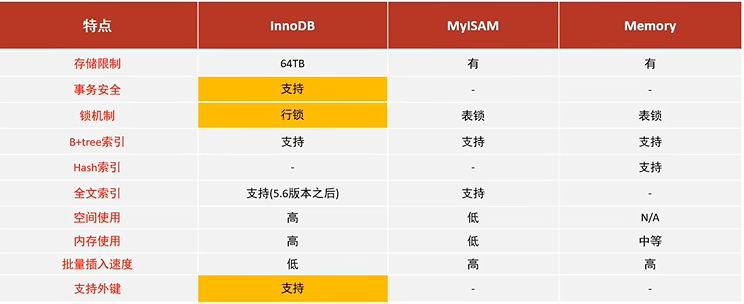 特点 InnoDB MyISAM Memory
存储限制 64TB 有 有
事务安全 支持 - -
锁机制 行锁 表锁 表锁
B+tree索引 支持 支持 支持
Hash索引 - - 支持
全文索引 支持(5.6版本之后) 支持 -
空间使用 高 低 N/A
内存使用 高 低 中等
批量插入速度 低 高 高
支持外键 支持 - -